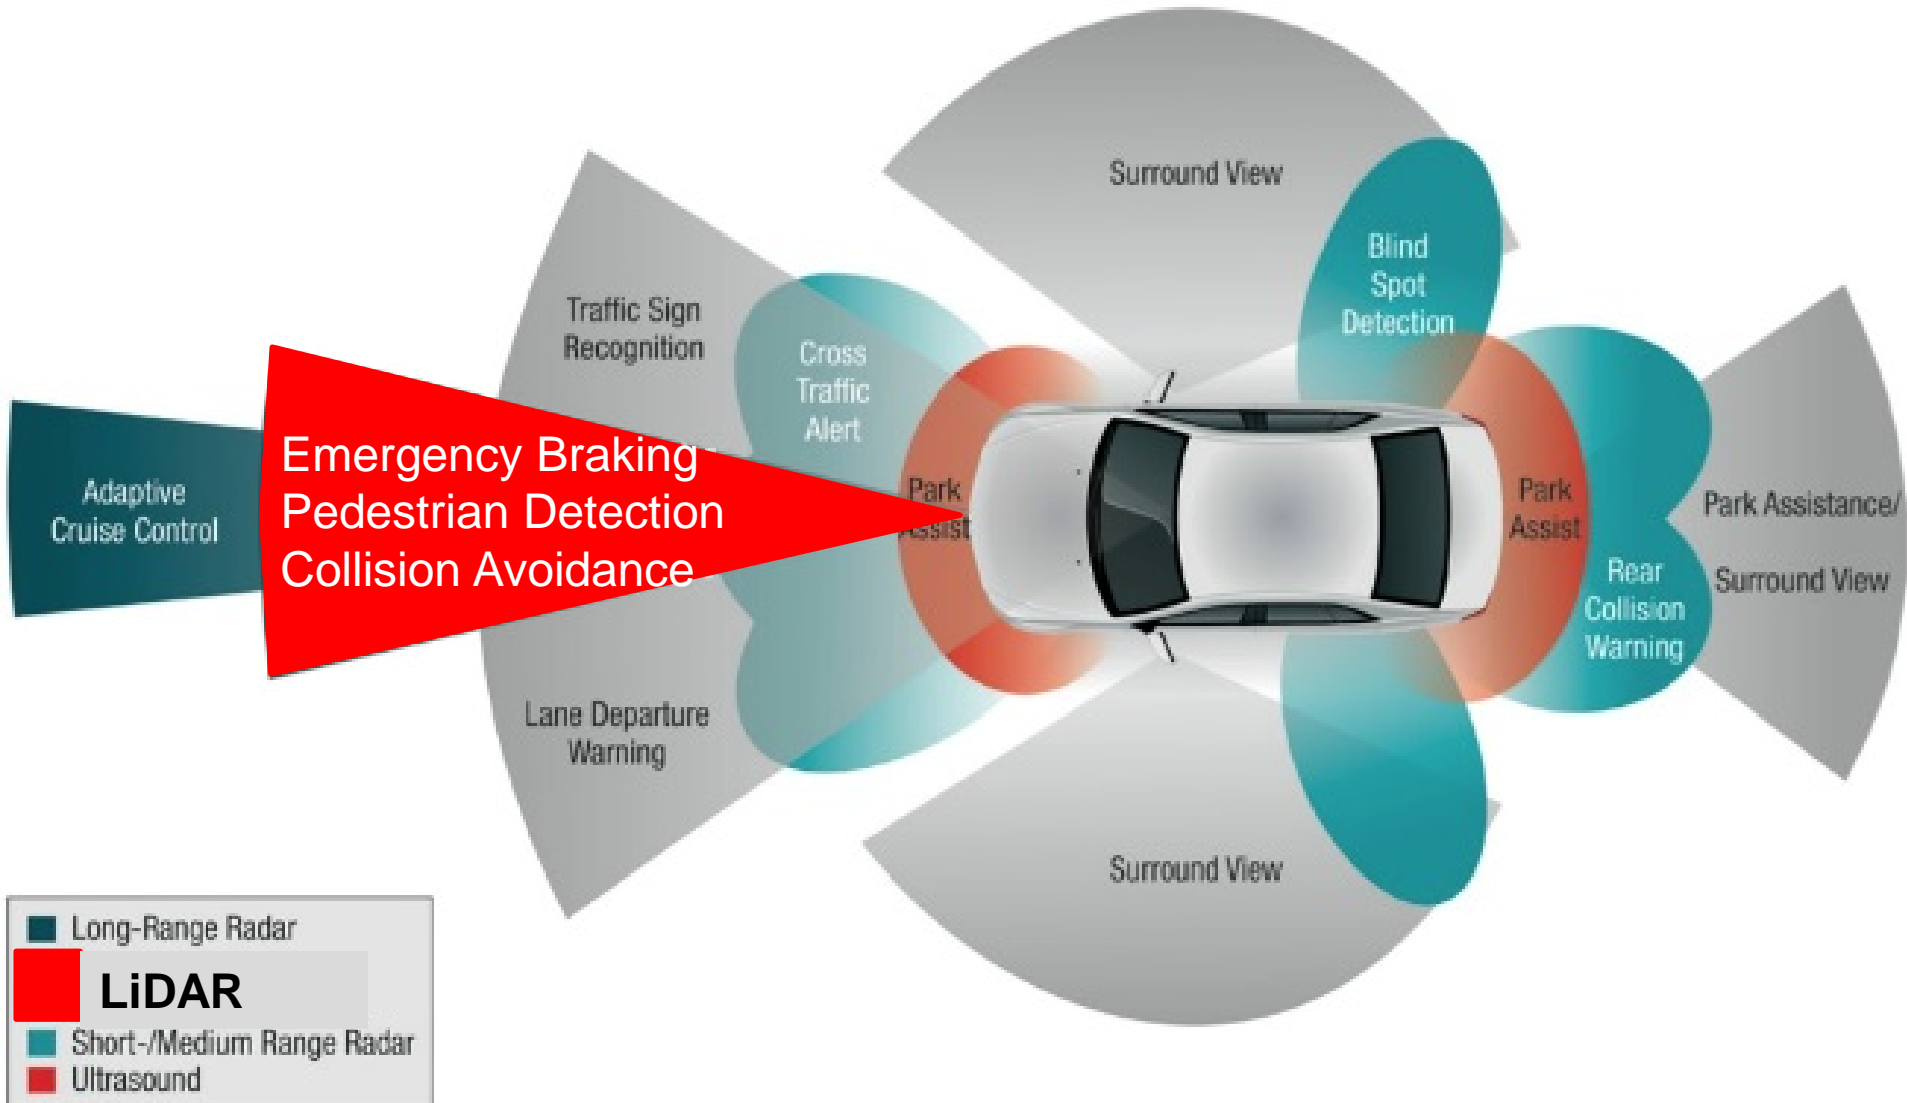 Surround View
Blind
Spot
Detection
Traffic Sign
Recognition
Cross
Traffic
Alert
Adaptive
Cruise Control
Emergency Braking
Pedestrian Detection
Collision Avoidance
Park
Assist
Park
Assist
Park Assistance/
Surround View
Rear
Collision
Warning
Lane Departure
Warning
Surround View
Long-Range Radar
LiDAR
Short-/Medium Range Radar
Ultrasound